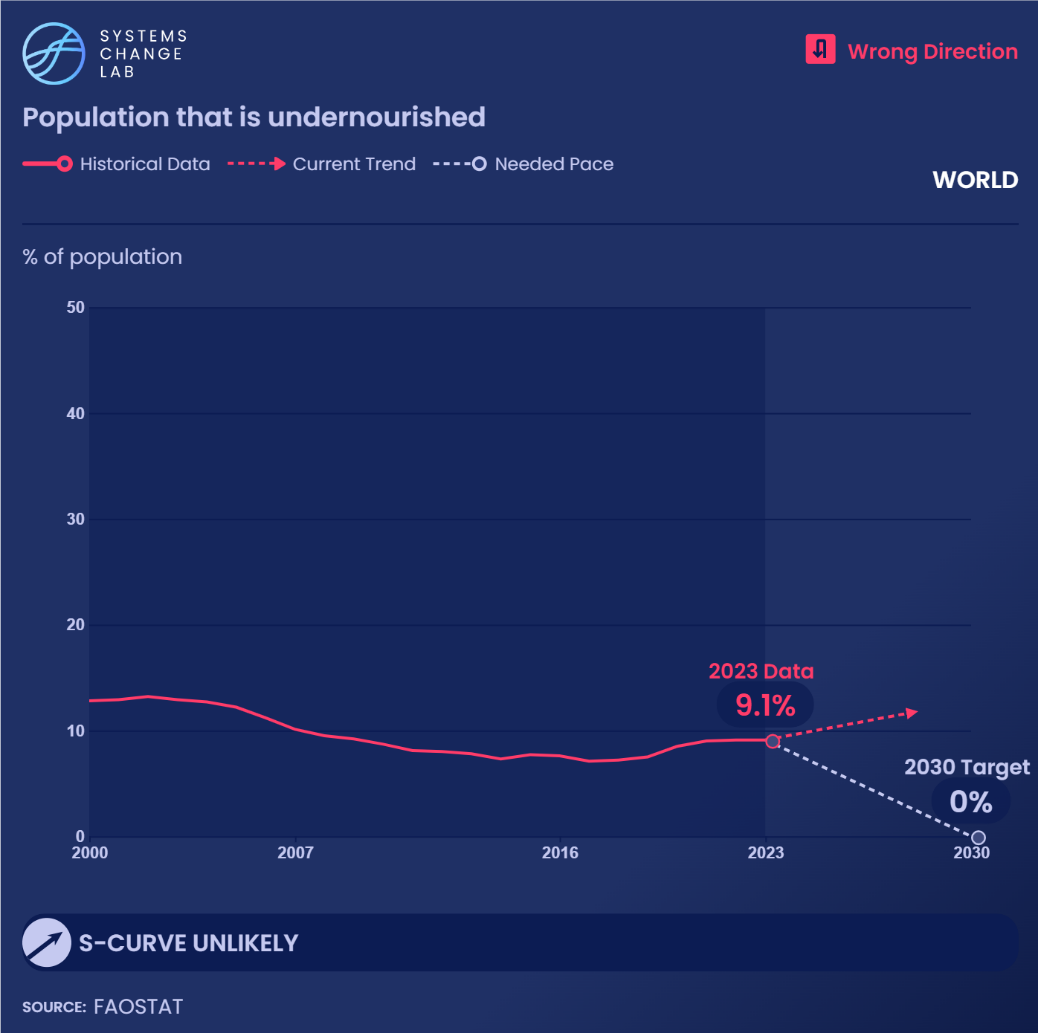 SYSTEMS
CHANGE
LAB
Wrong Direction
Population that is undernourished
Historical Data Current Trend Needed Pace
WORLD
% of population
50
40
30
20
10
0
2023 Data
9.1%
2030 Target
0%
2000 2007 2016 2023 2030
S-CURVE UNLIKELY
SOURCE: FAOSTAT